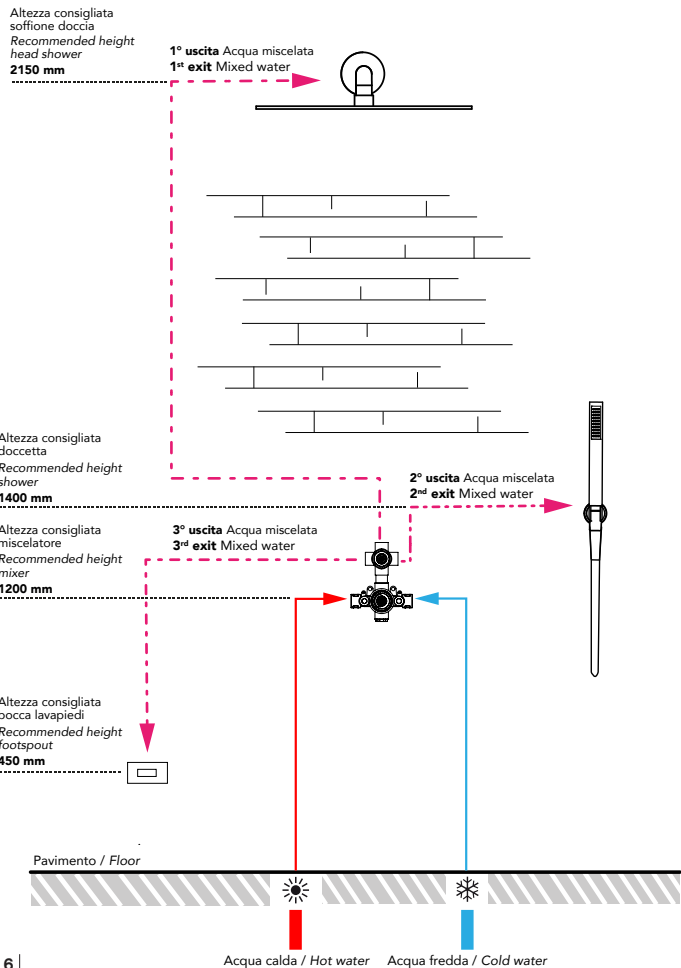 Altezza consigliata
soffione doccia
Recommended height
head shower
2150 mm
1° uscita Acqua miscelata
1st exit Mixed water
Altezza consigliata
doccetta
Recommended height
shower
1400 mm
2° uscita Acqua miscelata
2nd exit Mixed water
Altezza consigliata
miscelatore
Recommended height
mixer
1200 mm
3° uscita Acqua miscelata
3rd exit Mixed water
Altezza consigliata
bocca lavapiedi
Recommended height
footspout
450 mm
Pavimento / Floor
Acqua calda / Hot water
Acqua fredda / Cold water
6